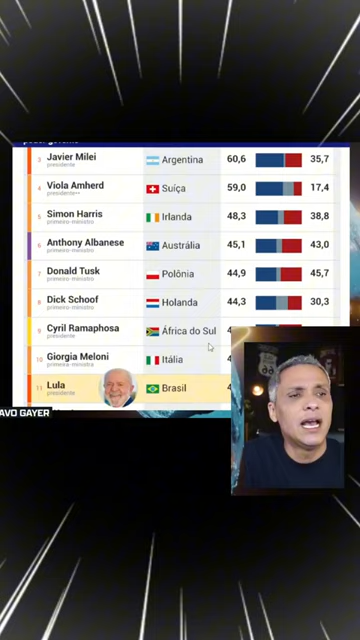 3 Javier Milei Argentina 60,6 35,7
presidente
4 Viola Amherd Suíça 59,0 17,4
presidente**
5 Simon Harris Irlanda 48,3 38,8
primeiro-ministro
6 Anthony Albanese Austrália 45,1 43,0
primeiro-ministro
7 Donald Tusk Polônia 44,9 45,7
primeiro-ministro
8 Dick Schoof Holanda 44,3 30,3
primeiro-ministro
9 Cyril Ramaphosa África do Sul
presidente
10 Giorgia Meloni Itália
primeira-ministra
11 Lula Brasil
presidente
AVO GAYER